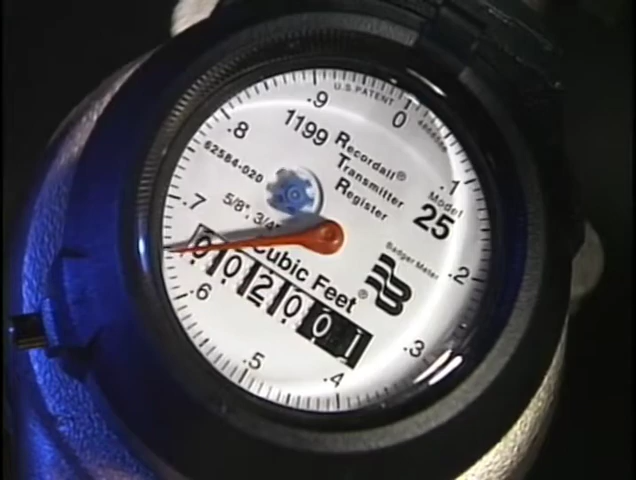 .9
U.S. PATENT
0
.8
1199
Recordall®
Transmitter
Register
62584-020
.1
Model
25
.7
5/8", 3/4"
Cubic Feet
Badger Meter
®
.2
0 0 2 0 0 1
.6
.3
.5
.4